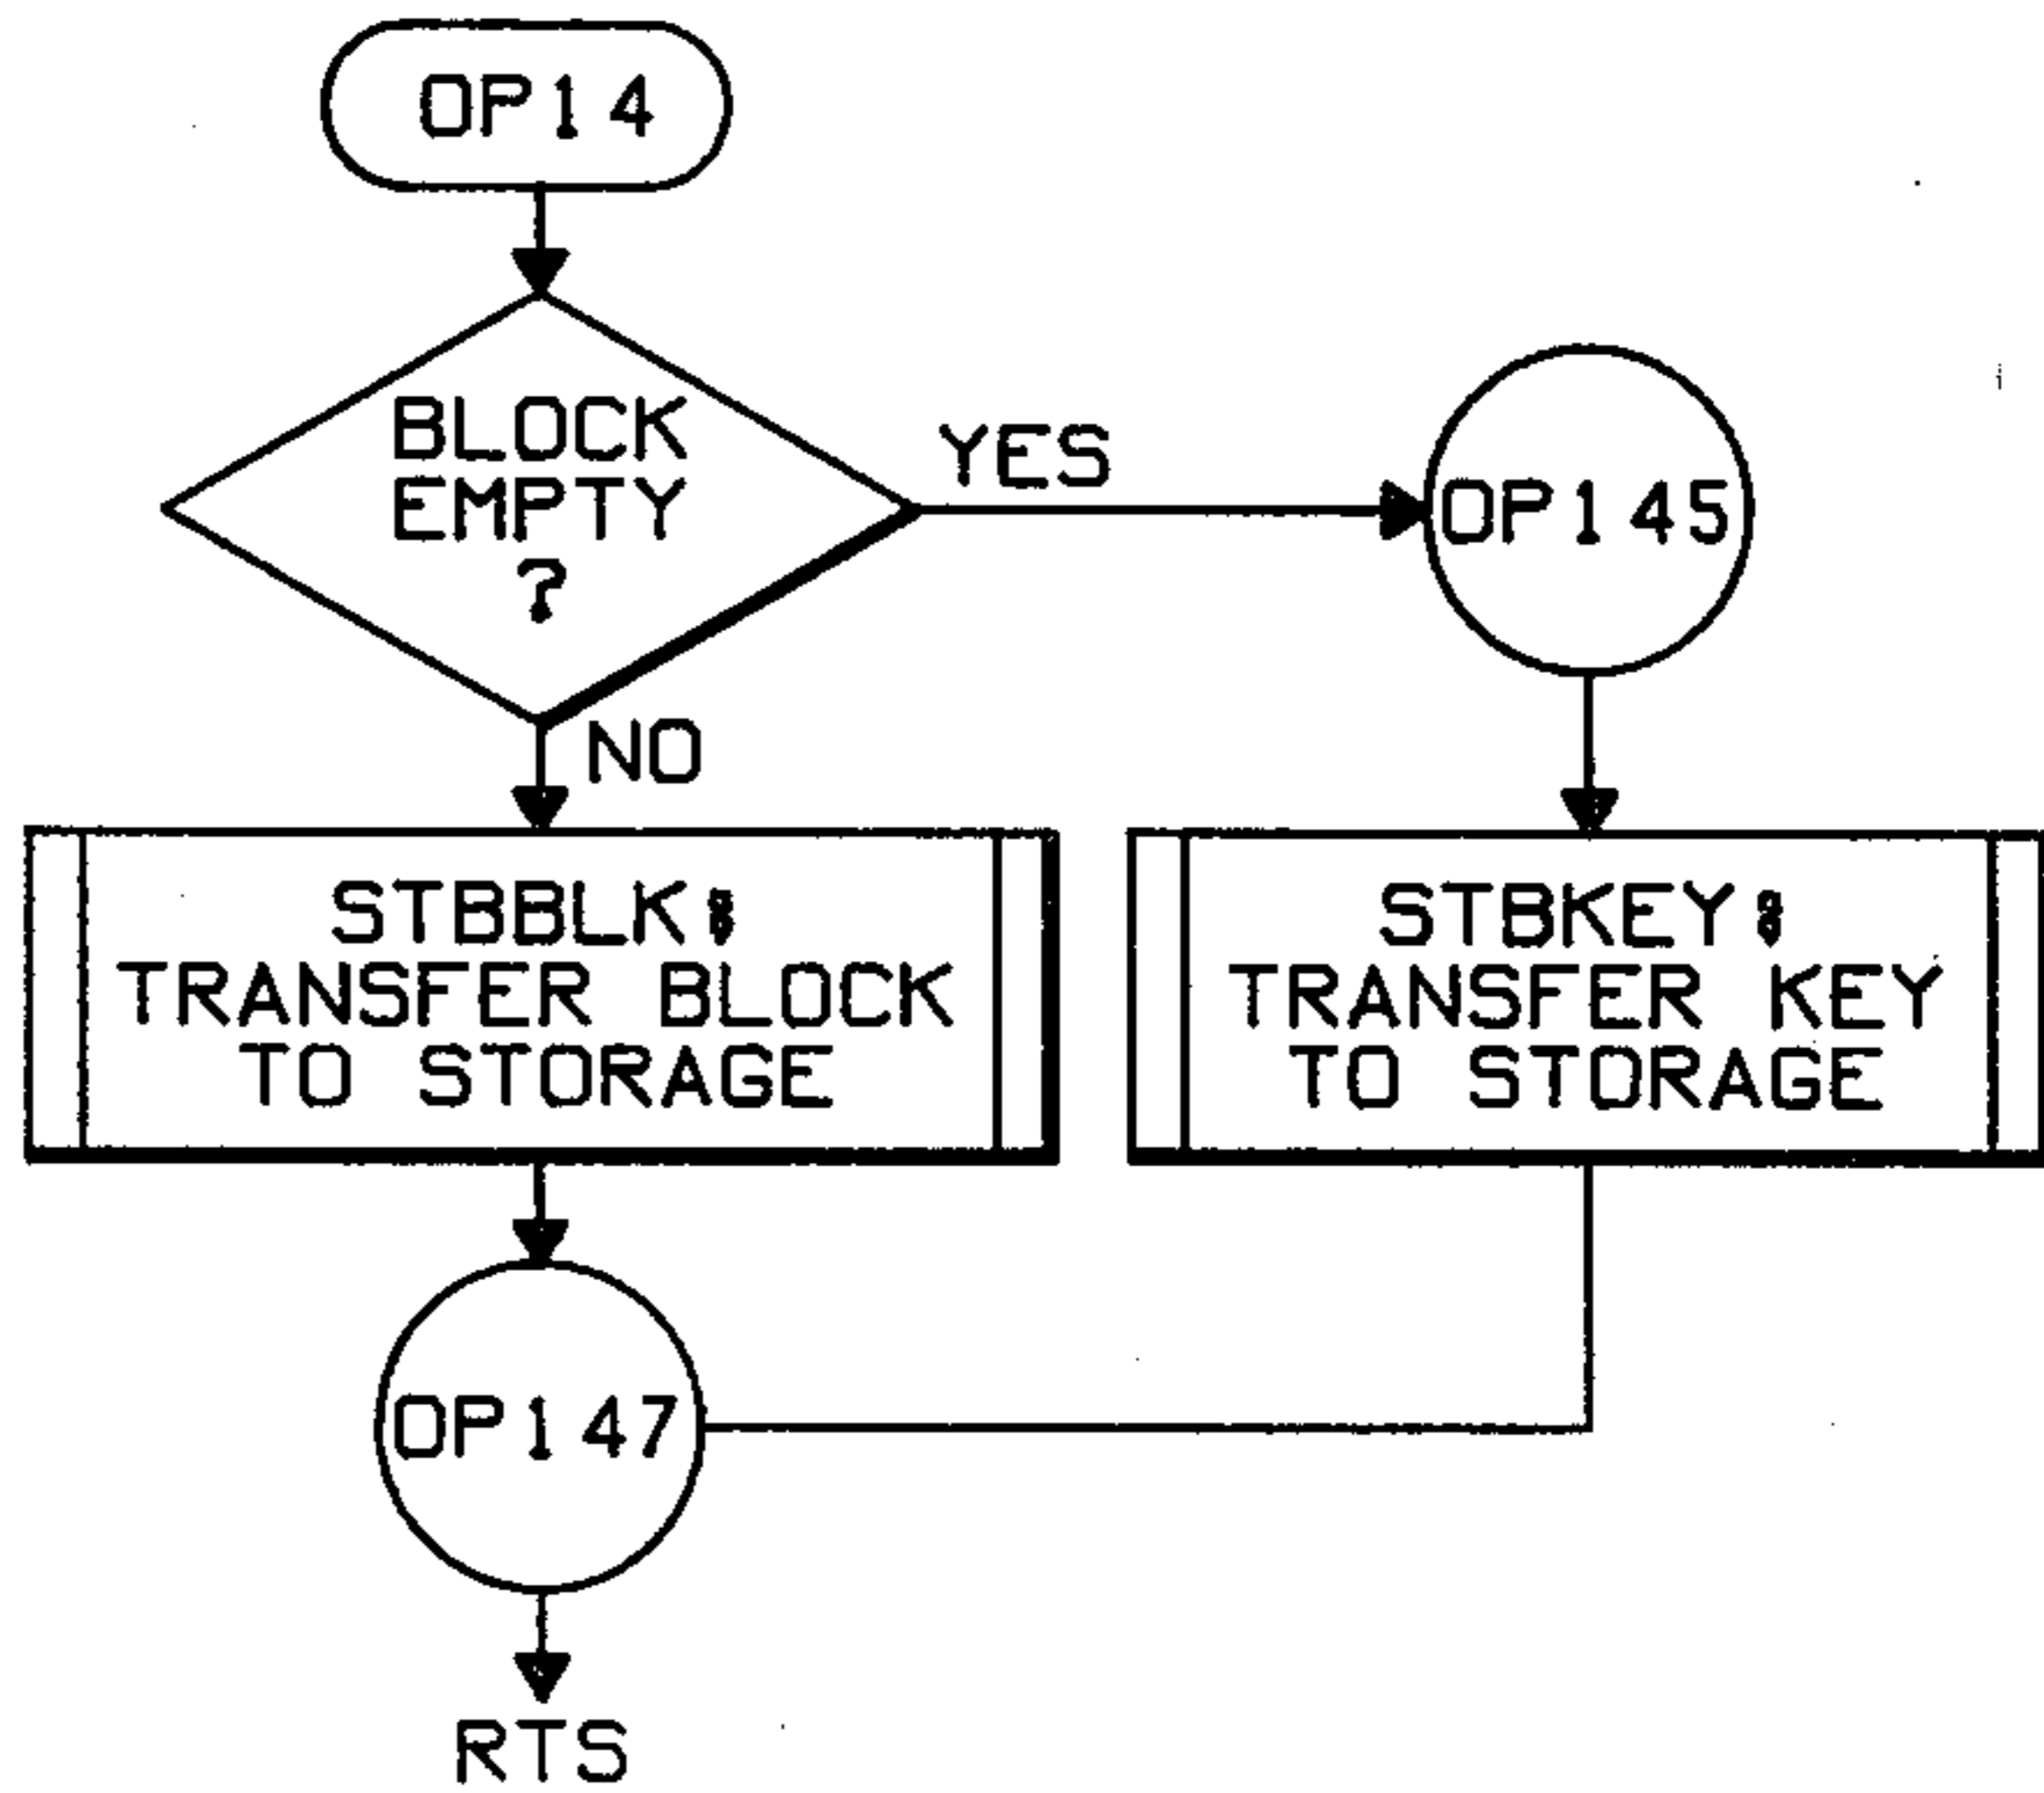 OP14
BLOCK
EMPTY
?
YES
OP145
NO
STBBLK;
TRANSFER BLOCK
TO STORAGE
STBKEY;
TRANSFER KEY
TO STORAGE
OP147
RTS